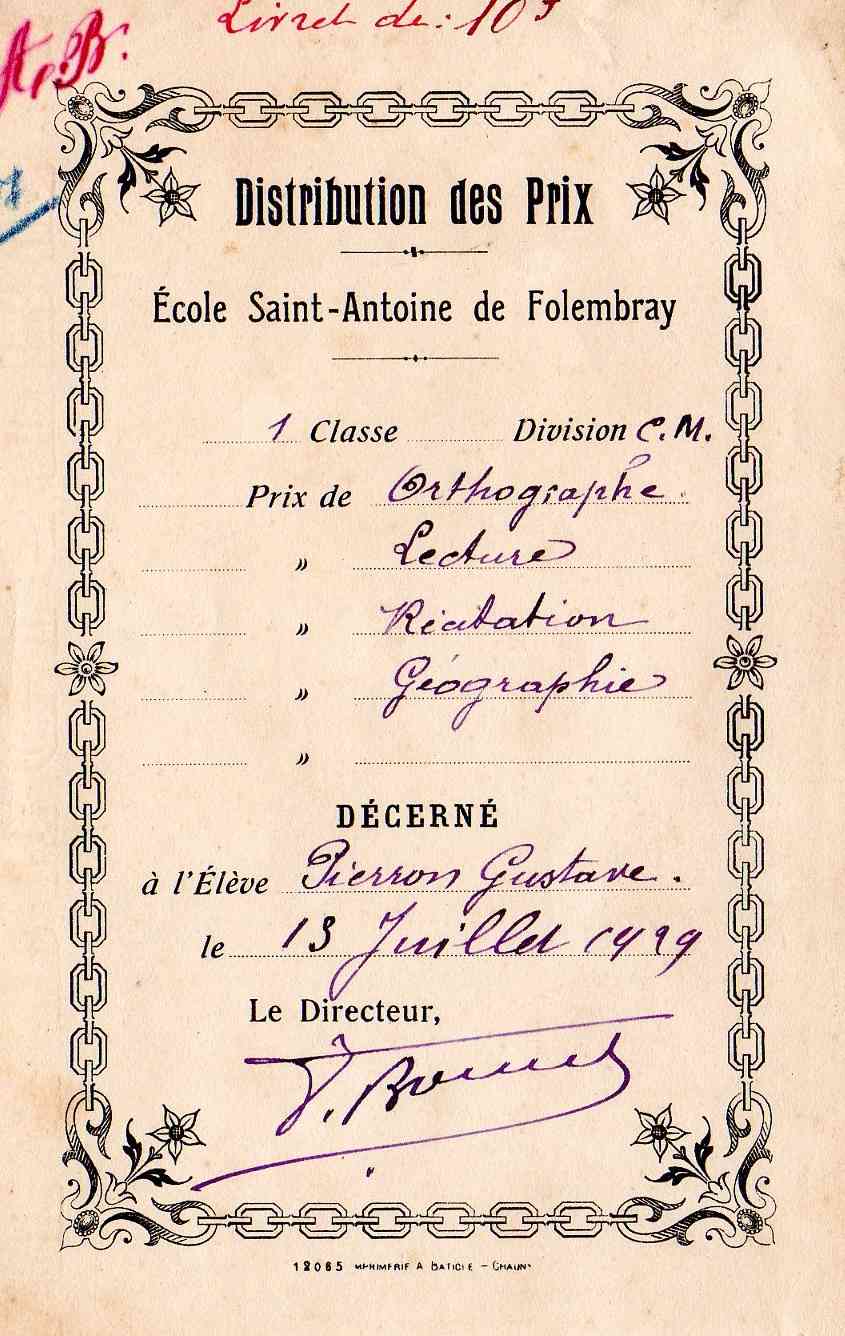 Livret de: 10f
A.B.
Distribution des Prix
École Saint-Antoine de Folembray
1 Classe Division C.M.
Prix de Orthographe
" Lecture
" Récitation
" Géographie
"
DÉCERNÉ
à l'Élève Pierron Gustave.
le 13 Juillet 1929
Le Directeur,
12065 IMPRIMERIE A BATICLE - CHAUNY